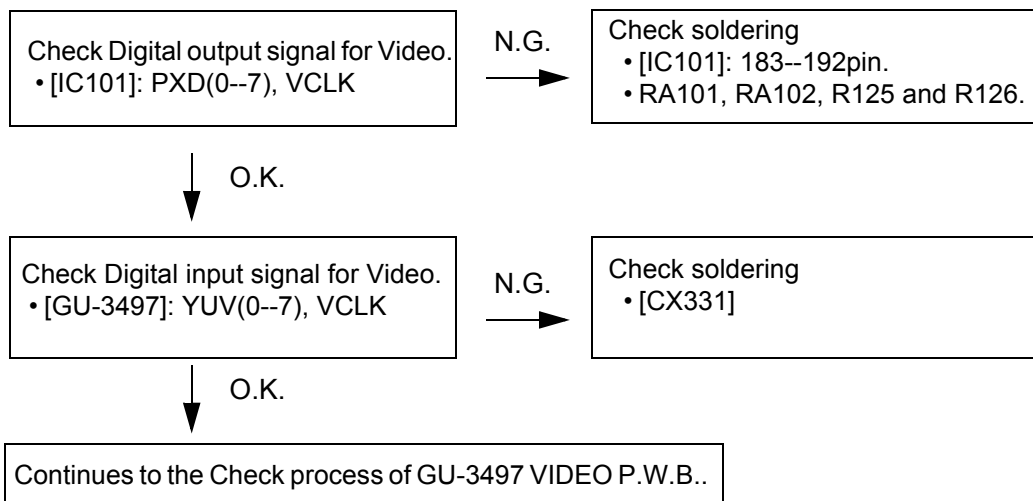 Check Digital output signal for Video.
• [IC101]: PXD(0--7), VCLK
N.G.
Check soldering
• [IC101]: 183--192pin.
• RA101, RA102, R125 and R126.
O.K.
Check Digital input signal for Video.
• [GU-3497]: YUV(0--7), VCLK
N.G.
Check soldering
• [CX331]
O.K.
Continues to the Check process of GU-3497 VIDEO P.W.B..